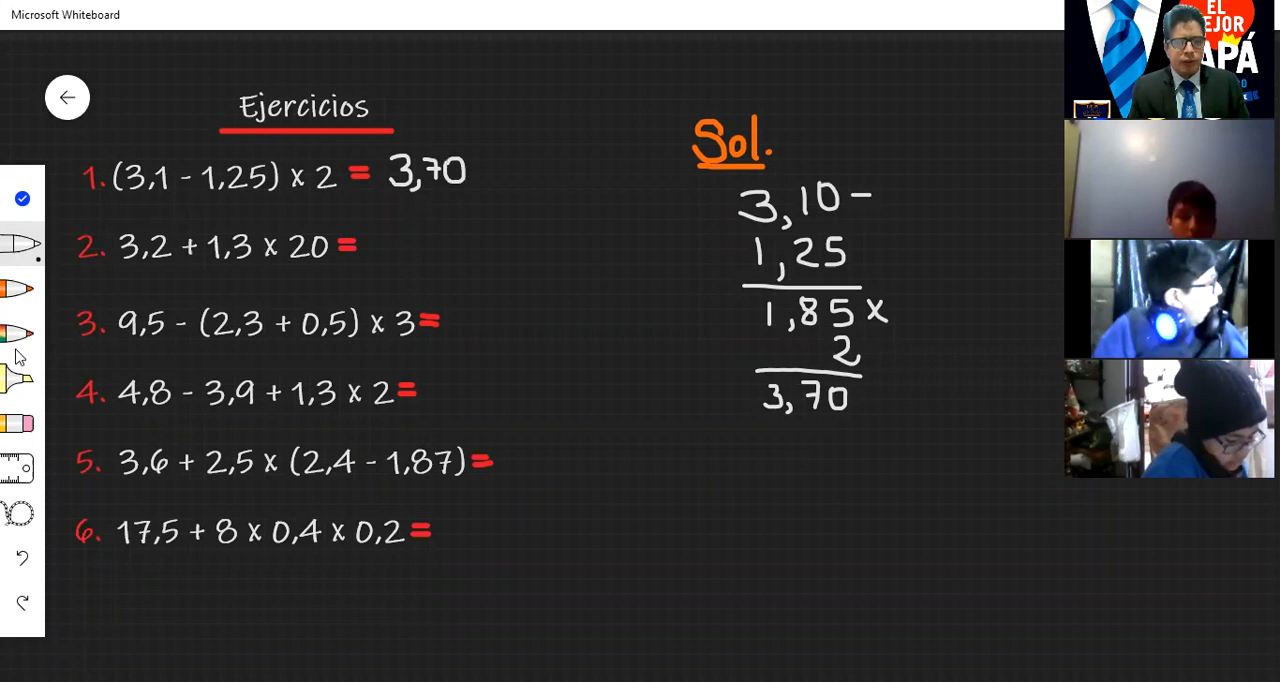 Microsoft Whiteboard
Ejercicios
1. (3,1 - 1,25) x 2 = 3,70
2. 3,2 + 1,3 x 20 =
3. 9,5 - (2,3 + 0,5) x 3 =
4. 4,8 - 3,9 + 1,3 x 2 =
5. 3,6 + 2,5 x (2,4 - 1,87) =
6. 17,5 + 8 x 0,4 x 0,2 =
Sol.
3,10 -
1,25
1,85 x
2
3,70
EL